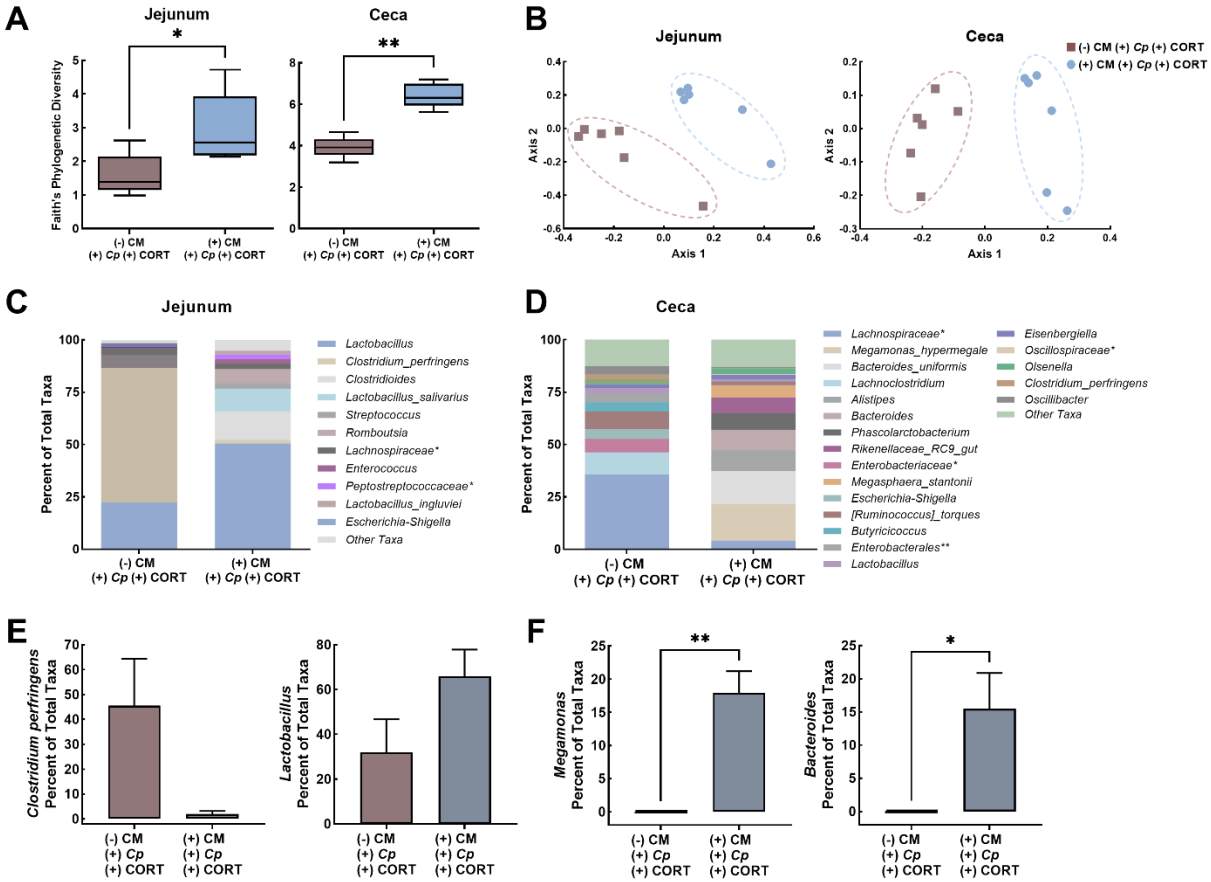 A
Jejunum
Ceca
*
**
Faith's Phylogenetic Diversity
5
4
3
2
1
0
8
6
4
2
0
(-) CM
(+) Cp (+) CORT
(+) CM
(+) Cp (+) CORT
(-) CM
(+) Cp (+) CORT
(+) CM
(+) Cp (+) CORT
B
Jejunum
Ceca
(-) CM (+) Cp (+) CORT
(+) CM (+) Cp (+) CORT
Axis 2
0.4
0.2
0.0
-0.2
-0.4
-0.6
-0.4
-0.2
0.0
0.2
0.4
0.6
Axis 1
Axis 2
0.2
0.1
0.0
-0.1
-0.2
-0.3
-0.4
-0.2
0.0
0.2
0.4
Axis 1
C
Jejunum
Percent of Total Taxa
100
75
50
25
0
(-) CM
(+) Cp (+) CORT
(+) CM
(+) Cp (+) CORT
Lactobacillus
Clostridium_perfringens
Clostridioides
Lactobacillus_salivarius
Streptococcus
Romboutsia
Lachnospiraceae*
Enterococcus
Peptostreptococcaceae*
Lactobacillus_ingluviei
Escherichia-Shigella
Other Taxa
D
Ceca
Percent of Total Taxa
100
75
50
25
0
(-) CM
(+) Cp (+) CORT
(+) CM
(+) Cp (+) CORT
Lachnospiraceae*
Megamonas_hypermegale
Bacteroides_uniformis
Lachnoclostridium
Alistipes
Bacteroides
Phascolarctobacterium
Rikenellaceae_RC9_gut
Enterobacteriaceae*
Megasphaera_stantonii
Escherichia-Shigella
[Ruminococcus]_torques
Butyricicoccus
Enterobacterales**
Lactobacillus
Eisenbergiella
Oscillospiraceae*
Olsenella
Clostridium_perfringens
Oscillibacter
Other Taxa
E
Clostridium perfringens
Percent of Total Taxa
70
60
50
40
30
20
10
0
(-) CM
(+) Cp
(+) CORT
(+) CM
(+) Cp
(+) CORT
Lactobacillus
Percent of Total Taxa
80
60
40
20
0
(-) CM
(+) Cp
(+) CORT
(+) CM
(+) Cp
(+) CORT
F
**
Megamonas
Percent of Total Taxa
25
20
15
10
5
0
(-) CM
(+) Cp
(+) CORT
(+) CM
(+) Cp
(+) CORT
*
Bacteroides
Percent of Total Taxa
25
20
15
10
5
0
(-) CM
(+) Cp
(+) CORT
(+) CM
(+) Cp
(+) CORT